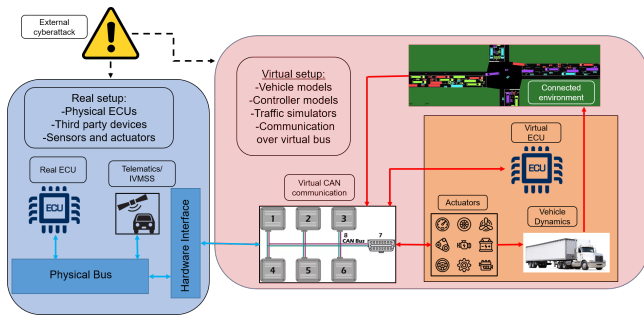 External
cyberattack
Real setup:
-Physical ECUs
-Third party devices
-Sensors and actuators
Real ECU
ECU
Telematics/
IVMSS
Physical Bus
Hardware Interface
Virtual setup:
-Vehicle models
-Controller models
-Traffic simulators
-Communication
over virtual bus
Connected
environment
Virtual
ECU
ECU
Virtual CAN
communication
1 2 3
8 7
CAN Bus
4 5 6
Actuators
Vehicle
Dynamics